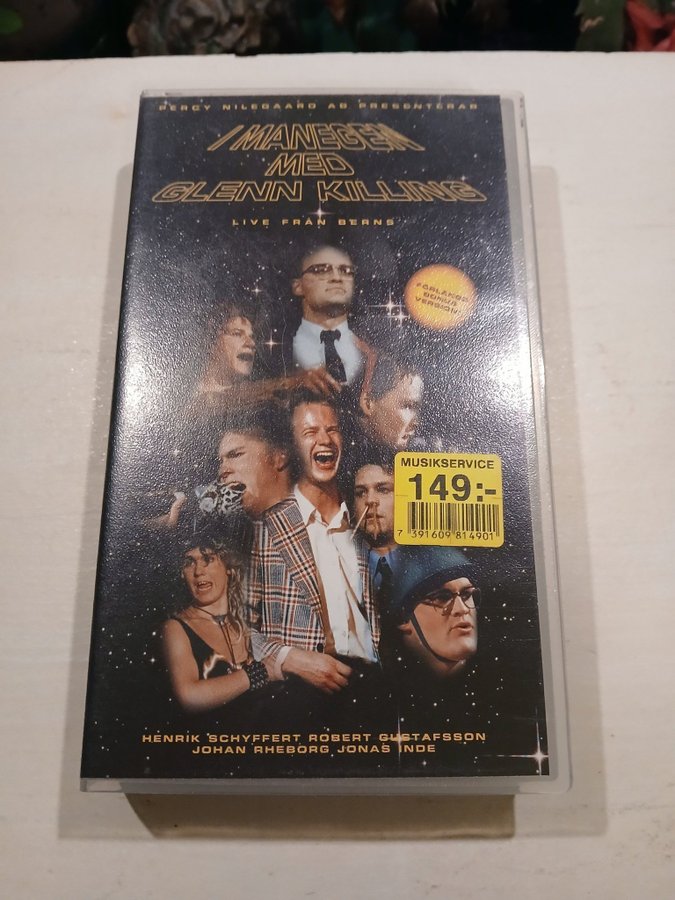 PERCY NILEGAARD AB PRESENTERAR
I MANEGEN
MED
GLENN KILLING
LIVE FRÅN BERNS
FÖRLÄNGD
BONUS
VERSION!
MUSIKSERVICE
149:-
7 391609 814901
HENRIK SCHYFFERT ROBERT GUSTAFSSON
JOHAN RHEBORG JONAS INDE